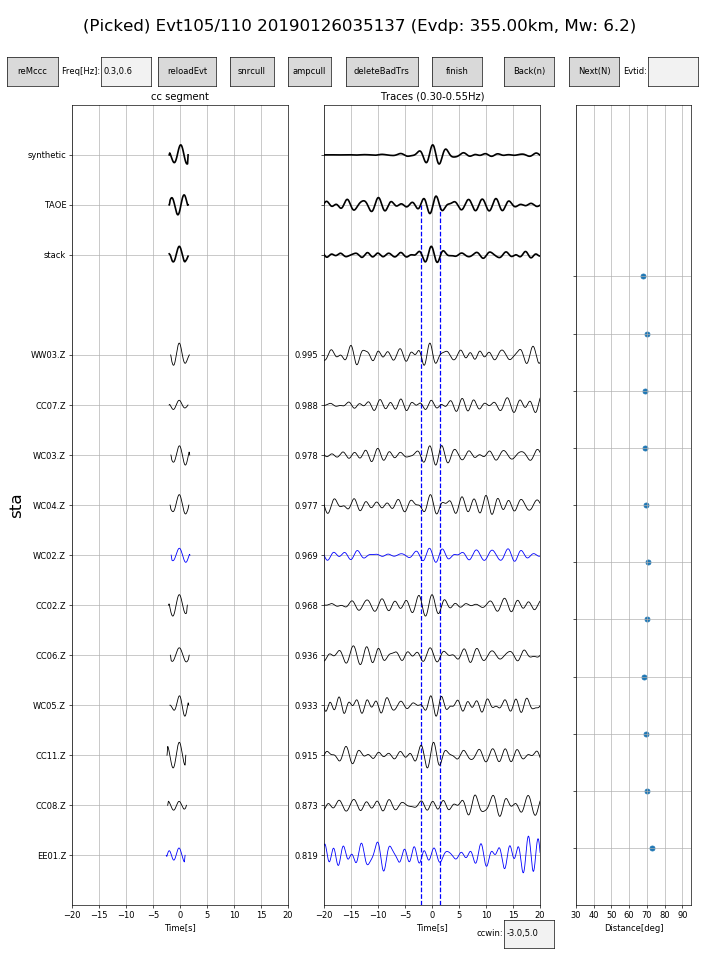 (Picked) Evt105/110 20190126035137 (Evdp: 355.00km, Mw: 6.2)
reMccc Freq[Hz]: 0.3,0.6 reloadEvt snrcull ampcull deleteBadTrs finish Back(n) Next(N) Evtid:
cc segment Traces (0.30-0.55Hz)
synthetic
TAOE
stack
WW03.Z 0.995
CC07.Z 0.988
WC03.Z 0.978
WC04.Z 0.977
WC02.Z 0.969
CC02.Z 0.968
CC06.Z 0.936
WC05.Z 0.933
CC11.Z 0.915
CC08.Z 0.873
EE01.Z 0.819
sta
−20 −15 −10 −5 0 5 10 15 20 −20 −15 −10 −5 0 5 10 15 20 30 40 50 60 70 80 90
Time[s] Time[s] Distance[deg]
ccwin: -3.0,5.0